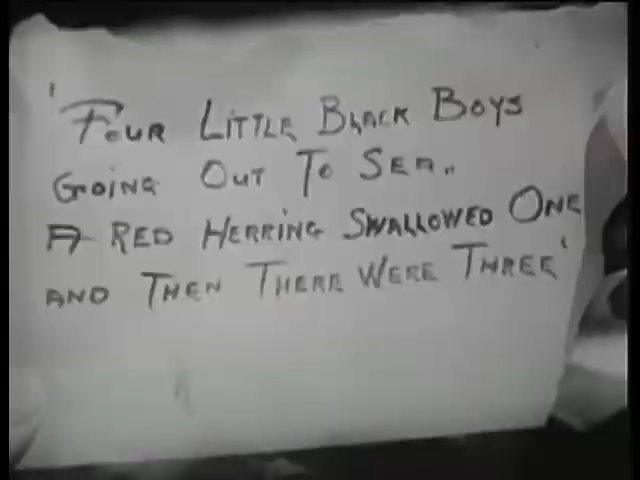 'Four Little Black Boys
Going Out To Sea..
A Red Herring Swallowed One
And Then There Were Three'